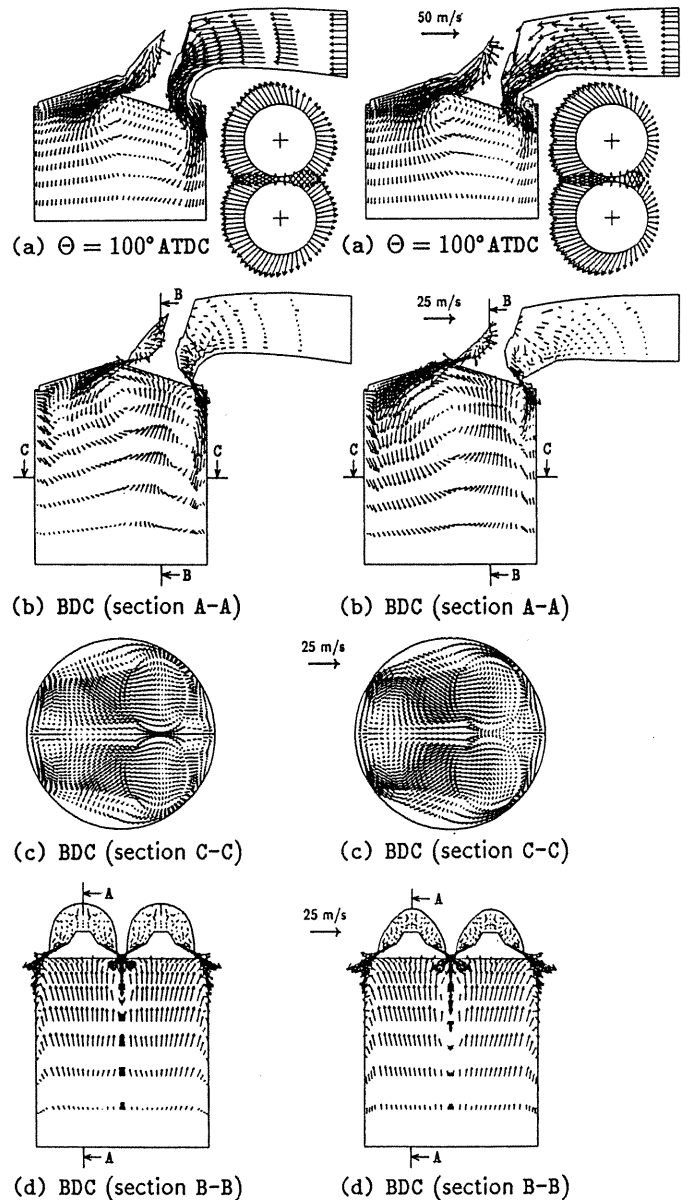 50 m/s
(a) Θ = 100° ATDC
(a) Θ = 100° ATDC
B
25 m/s
B
C
C
C
C
B
B
(b) BDC (section A-A)
(b) BDC (section A-A)
25 m/s
(c) BDC (section C-C)
(c) BDC (section C-C)
A
25 m/s
A
A
A
(d) BDC (section B-B)
(d) BDC (section B-B)